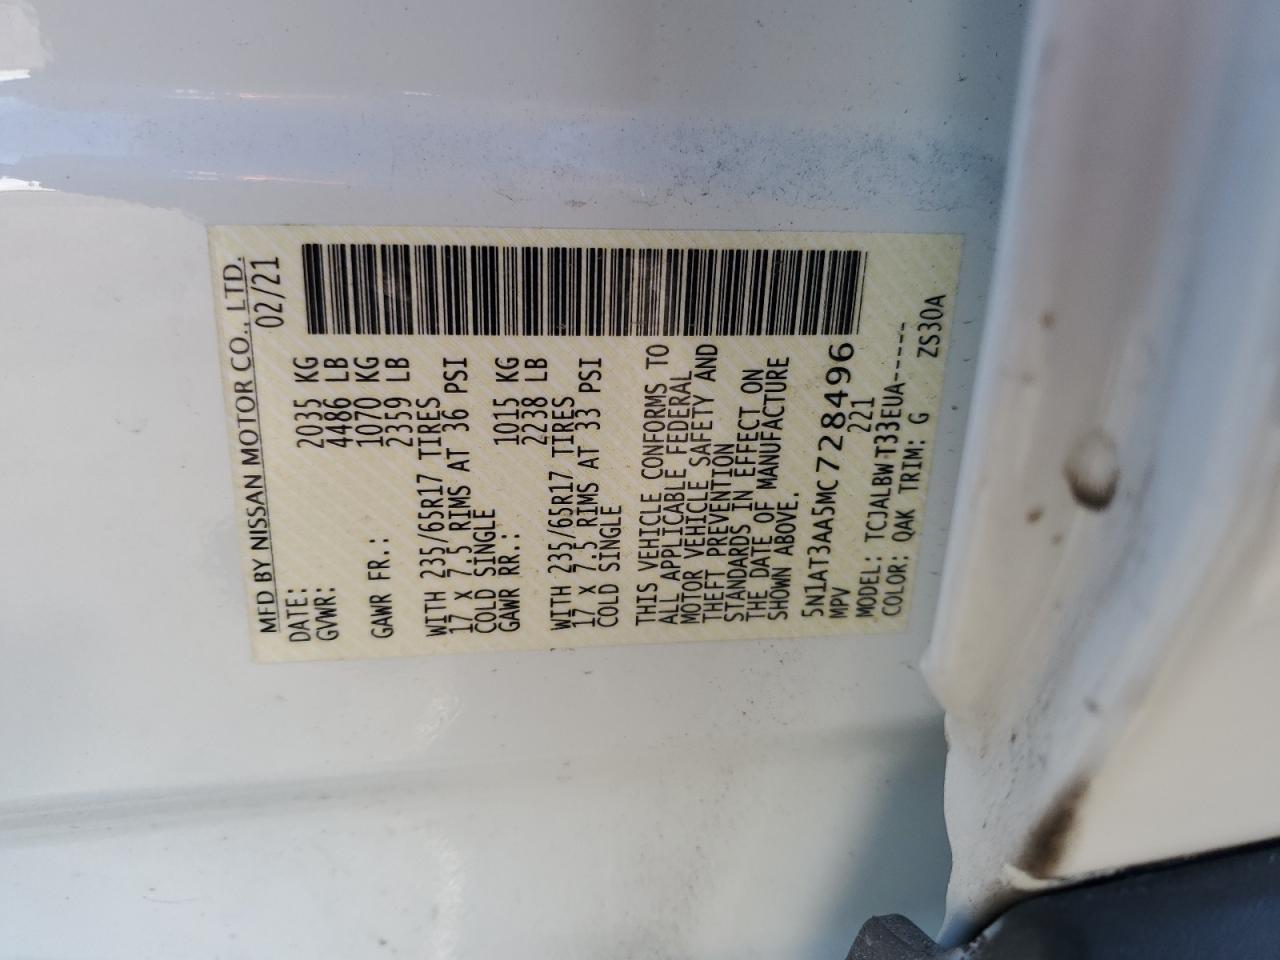 MFD BY NISSAN MOTOR CO., LTD.
DATE: 02/21
GVWR: 2035 KG
4486 LB
GAWR FR.: 1070 KG
2359 LB
WITH 235/65R17 TIRES
17 X 7.5 RIMS AT 36 PSI
COLD SINGLE
GAWR RR.: 1015 KG
2238 LB
WITH 235/65R17 TIRES
17 X 7.5 RIMS AT 33 PSI
COLD SINGLE
THIS VEHICLE CONFORMS TO
ALL APPLICABLE FEDERAL
MOTOR VEHICLE SAFETY AND
THEFT PREVENTION
STANDARDS IN EFFECT ON
THE DATE OF MANUFACTURE
SHOWN ABOVE.
5N1AT3AA5MC728496
MPV 221
MODEL: TCJALBWT33EUA-----
COLOR: QAK TRIM: G ZS30A